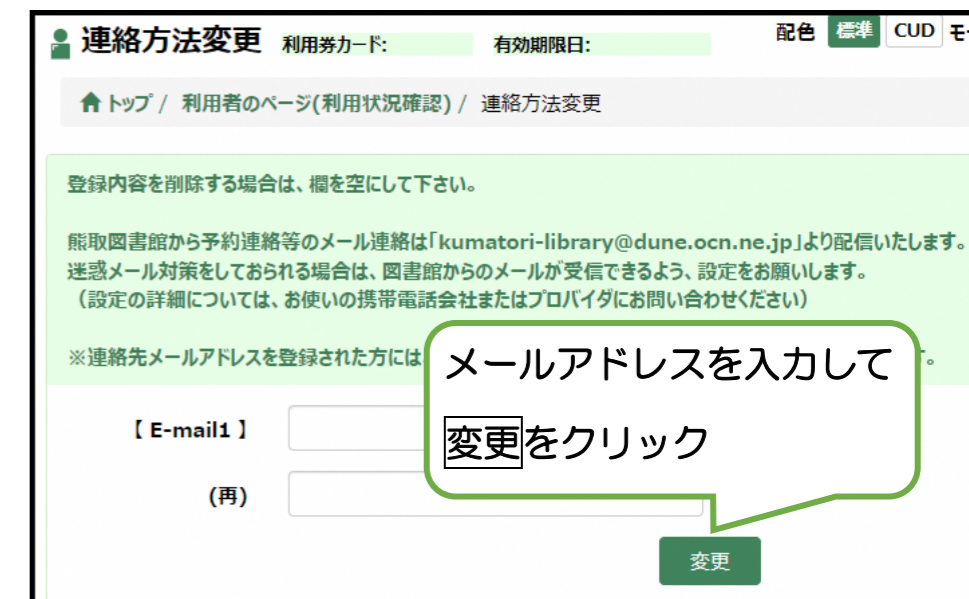 連絡方法変更 利用券カード: 有効期限日: 配色 標準 CUD
トップ / 利用者のページ(利用状況確認) / 連絡方法変更
登録内容を削除する場合は、欄を空にして下さい。
熊取図書館から予約連絡等のメール連絡は「kumatori-library@dune.ocn.ne.jp」より配信いたします。
迷惑メール対策をしておられる場合は、図書館からのメールが受信できるよう、設定をお願いします。
（設定の詳細については、お使いの携帯電話会社またはプロバイダにお問い合わせください）
※連絡先メールアドレスを登録された方には
メールアドレスを入力して
変更をクリック
【 E-mail1 】
(再)
変更